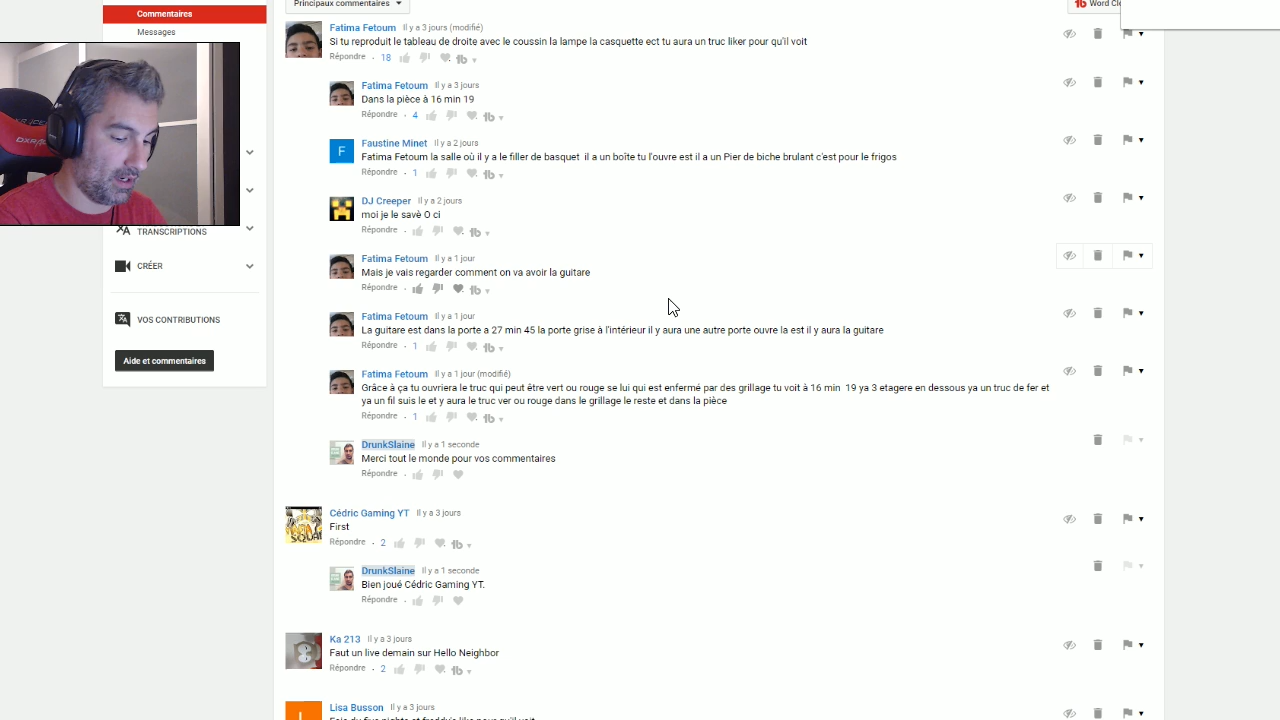 Commentaires
Messages
TRANSCRIPTIONS
CRÉER
VOS CONTRIBUTIONS
Aide et commentaires
Principaux commentaires
Fatima Fetoum Il y a 3 jours (modifié)
Si tu reproduit le tableau de droite avec le coussin la lampe la casquette ect tu aura un truc liker pour qu'il voit
Répondre · 18
Fatima Fetoum Il y a 3 jours
Dans la pièce à 16 min 19
Répondre · 4
Faustine Minet Il y a 2 jours
Fatima Fetoum la salle où il y a le filler de basquet il a un boîte tu l'ouvre est il a un Pier de biche brulant c'est pour le frigos
Répondre · 1
DJ Creeper Il y a 2 jours
moi je le savè O ci
Répondre ·
Fatima Fetoum Il y a 1 jour
Mais je vais regarder comment on va avoir la guitare
Répondre ·
Fatima Fetoum Il y a 1 jour
La guitare est dans la porte a 27 min 45 la porte grise à l'intérieur il y aura une autre porte ouvre la est il y aura la guitare
Répondre · 1
Fatima Fetoum Il y a 1 jour (modifié)
Grâce à ça tu ouvriera le truc qui peut être vert ou rouge se lui qui est enfermé par des grillage tu voit à 16 min 19 ya 3 etagere en dessous ya un truc de fer et
ya un fil suis le et y aura le truc ver ou rouge dans le grillage le reste et dans la pièce
Répondre · 1
DrunkSlaine Il y a 1 seconde
Merci tout le monde pour vos commentaires
Répondre ·
Cédric Gaming YT Il y a 3 jours
First
Répondre · 2
DrunkSlaine Il y a 1 seconde
Bien joué Cédric Gaming YT.
Répondre ·
Ka 213 Il y a 3 jours
Faut un live demain sur Hello Neighbor
Répondre · 2
Lisa Busson Il y a 3 jours
Word
F
DXR